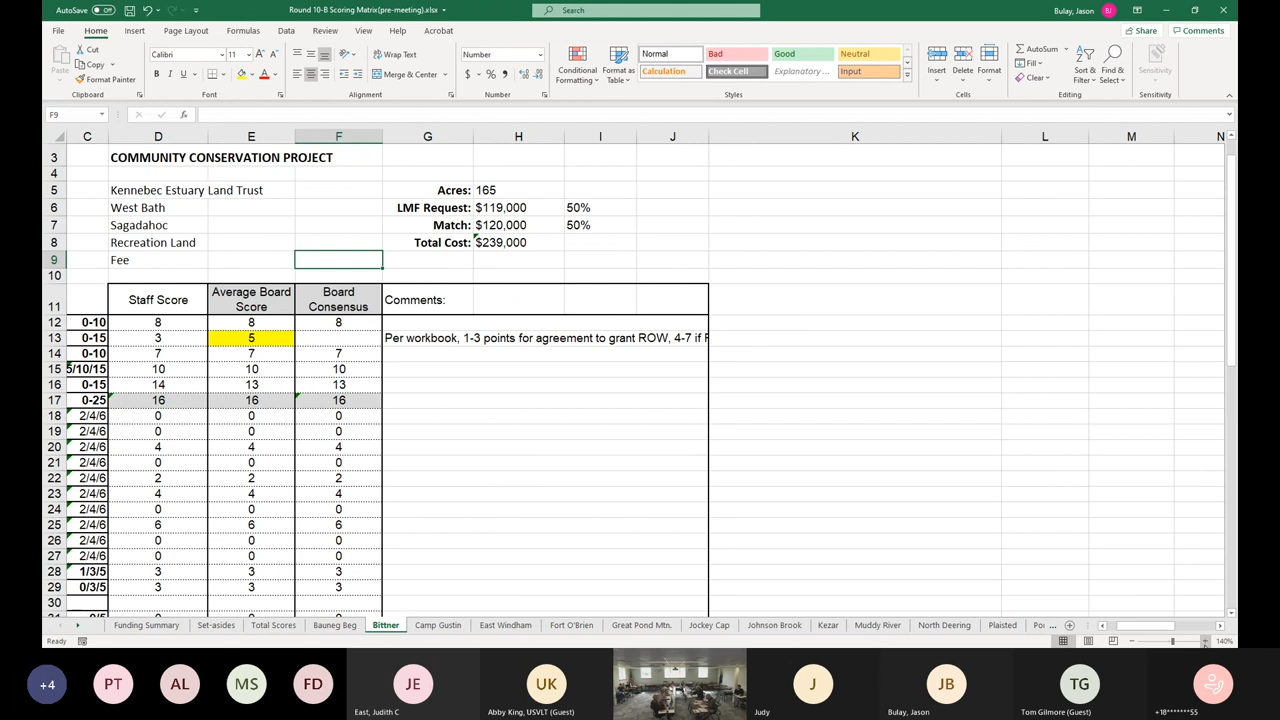 AutoSave Off Round 10-B Scoring Matrix(pre-meeting).xlsx Search Bulay, Jason BJ
File Home Insert Page Layout Formulas Data Review View Help Acrobat Share Comments
Paste Cut Copy Format Painter Clipboard
Calibri 11 Font
Wrap Text Merge & Center Alignment
Number Number
Conditional Formatting Format as Table
Normal Bad Good Neutral
Calculation Check Cell Explanatory ... Input
Styles
Insert Delete Format Cells
AutoSum Fill Clear Sort & Filter Find & Select Editing
Sensitivity Sensitivity
F9 fx
C D E F G H I J K L M N
3 COMMUNITY CONSERVATION PROJECT
4
5 Kennebec Estuary Land Trust Acres: 165
6 West Bath LMF Request: $119,000 50%
7 Sagadahoc Match: $120,000 50%
8 Recreation Land Total Cost: $239,000
9 Fee
10
11 Staff Score Average Board Score Board Consensus Comments:
12 0-10 8 8 8
13 0-15 3 5 Per workbook, 1-3 points for agreement to grant ROW, 4-7 if
14 0-10 7 7 7
15 5/10/15 10 10 10
16 0-15 14 13 13
17 0-25 16 16 16
18 2/4/6 0 0 0
19 2/4/6 0 0 0
20 2/4/6 4 4 4
21 2/4/6 0 0 0
22 2/4/6 2 2 2
23 2/4/6 4 4 4
24 2/4/6 0 0 0
25 2/4/6 6 6 6
26 2/4/6 0 0 0
27 2/4/6 0 0 0
28 1/3/5 3 3 3
29 0/3/5 3 3 3
30
Funding Summary Set-asides Total Scores Bauneg Beg Bittner Camp Gustin East Windham Fort O'Brien Great Pond Mtn. Jockey Cap Johnson Brook Kezar Muddy River North Deering Plaisted
Ready 140%
+4 PT AL MS FD JE UK J JB TG
East, Judith C Abby King, USVLT (Guest) Judy Bulay, Jason Tom Gilmore (Guest) +18*******55